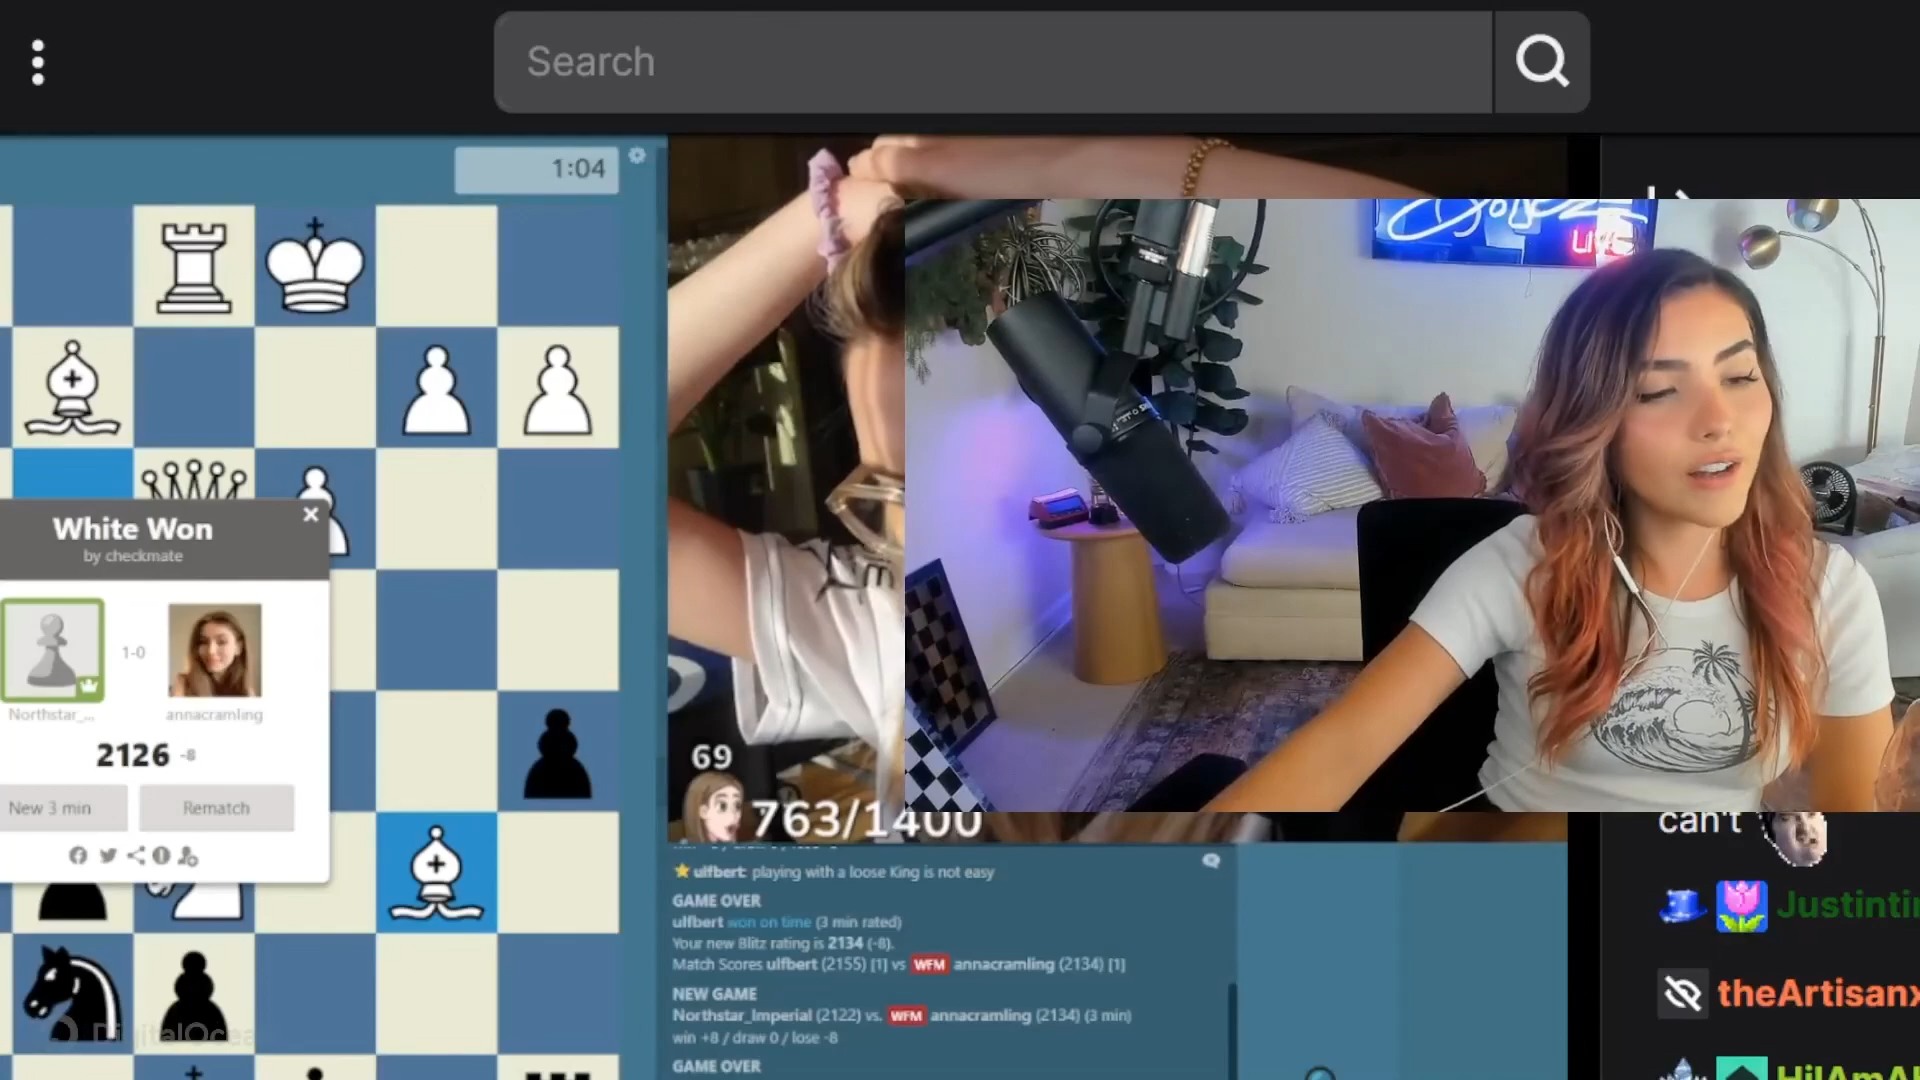 Search
1:04
LIVE
White Won
by checkmate
1-0
Northstar_...
annacramling
2126 -8
New 3 min
Rematch
69
763/1400
can't
ulfbert: playing with a loose King is not easy
GAME OVER
ulfbert won on time (3 min rated)
Your new Blitz rating is 2134 (-8).
Match Scores ulfbert (2155) [1] vs WFM annacramling (2134) [1]
NEW GAME
Northstar_Imperial (2122) vs. WFM annacramling (2134) (3 min)
win +8 / draw 0 / lose -8
GAME OVER
Justintin
theArtisanx
DigitalOcea